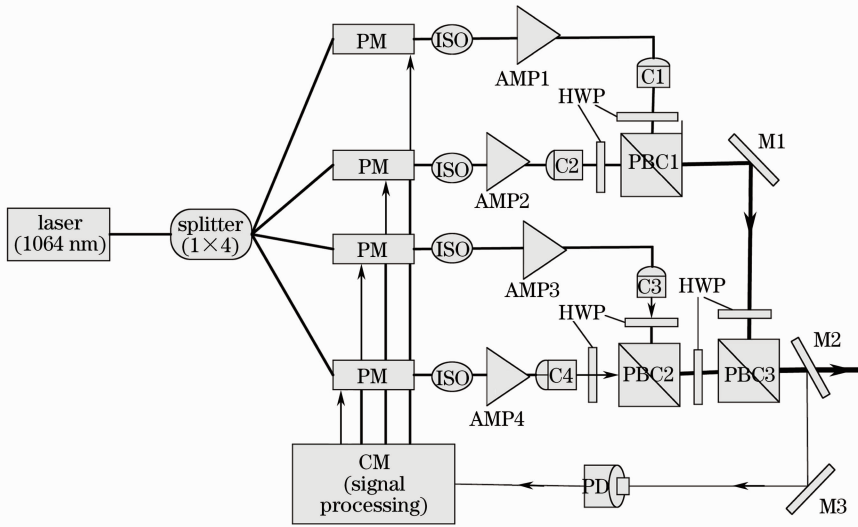 PM
ISO
AMP1
C1
HWP
PM
ISO
AMP2
C2
PBC1
M1
laser
(1064 nm)
splitter
(1×4)
PM
ISO
AMP3
C3
HWP
HWP
PM
ISO
AMP4
C4
PBC2
PBC3
M2
CM
(signal
processing)
PD
M3